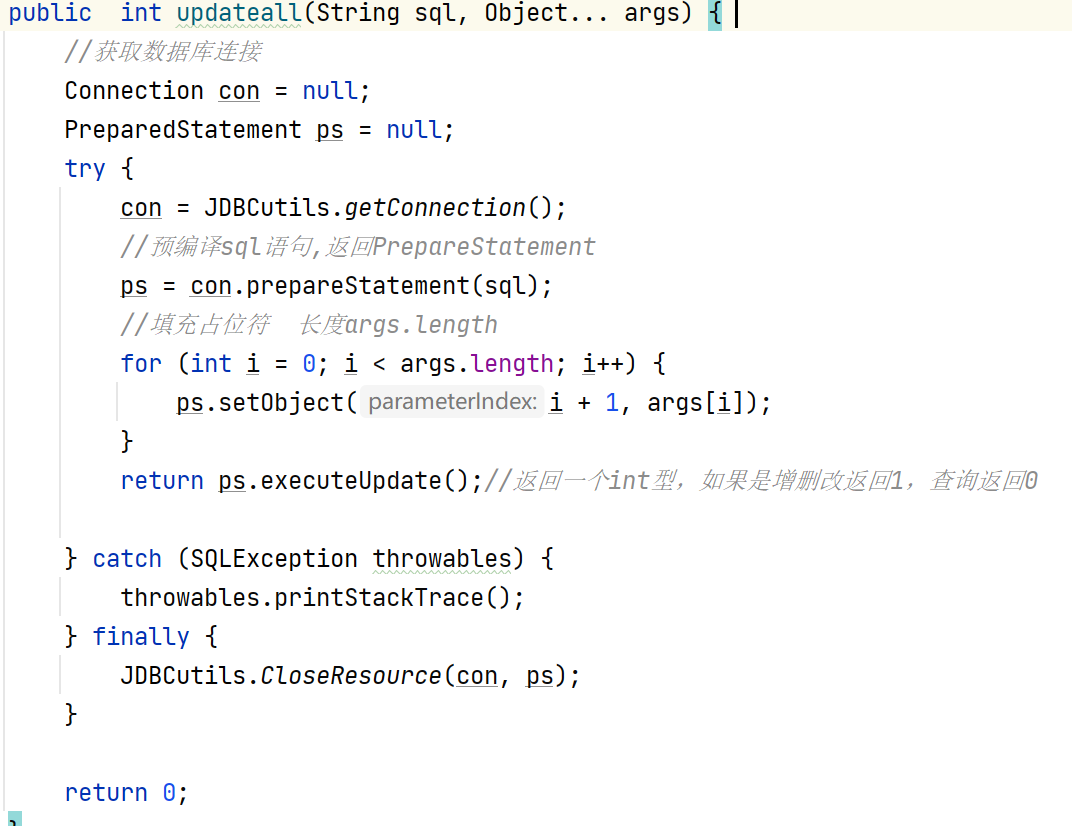 public  int updateall(String sql, Object... args) {
//获取数据库连接
Connection con = null;
PreparedStatement ps = null;
try {
con = JDBCutils.getConnection();
//预编译sql语句,返回PrepareStatement
ps = con.prepareStatement(sql);
//填充占位符  长度args.length
for (int i = 0; i < args.length; i++) {
ps.setObject( parameterIndex: i + 1, args[i]);
}
return ps.executeUpdate();//返回一个int型，如果是增删改返回1，查询返回0
} catch (SQLException throwables) {
throwables.printStackTrace();
} finally {
JDBCutils.CloseResource(con, ps);
}
return 0;
}